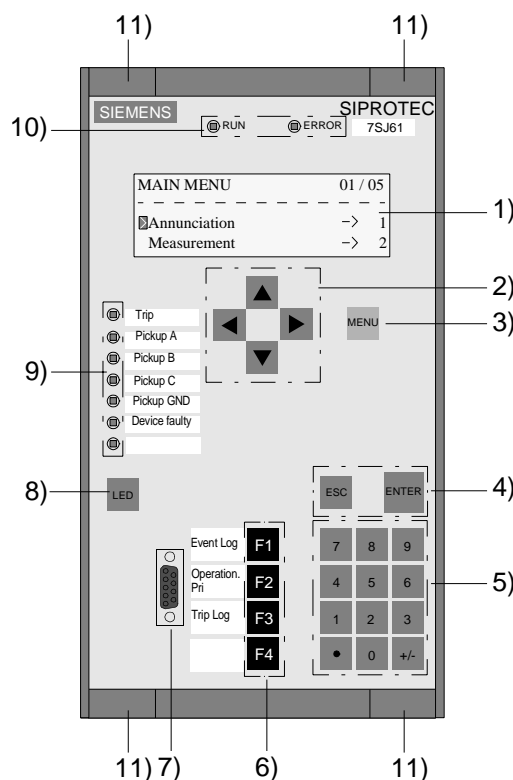 11) 11)
SIEMENS
SIPROTEC
10) RUN ERROR 7SJ61
MAIN MENU 01 / 05
Annunciation –> 1
Measurement –> 2
1)
2)
MENU 3)
9)
Trip
Pickup A
Pickup B
Pickup C
Pickup GND
Device faulty
8) LED
ESC ENTER 4)
Event Log F1
Operation.
Pri F2
Trip Log F3
F4
7 8 9
4 5 6
1 2 3
• 0 +/-
5)
11) 7) 6) 11)